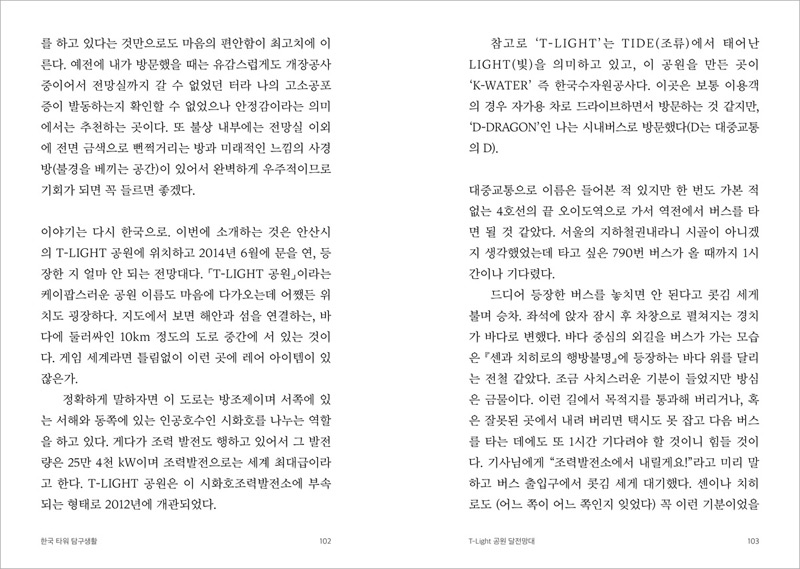 를 하고 있다는 것만으로도 마음의 편안함이 최고치에 이
른다. 예전에 내가 방문했을 때는 유감스럽게도 개장공사
중이어서 전망실까지 갈 수 없었던 터라 나의 고소공포
증이 발동하는지 확인할 수 없었으나 안정감이라는 의미
에서는 추천하는 곳이다. 또 불상 내부에는 전망실 이외
에 전면 금색으로 뻔쩍거리는 방과 미래적인 느낌의 사경
방(불경을 베끼는 공간)이 있어서 완벽하게 우주적이므로
기회가 되면 꼭 들르면 좋겠다.
이야기는 다시 한국으로. 이번에 소개하는 것은 안산시
의 T-LIGHT 공원에 위치하고 2014년 6월에 문을 연, 등
장한 지 얼마 안 되는 전망대다. 「T-LIGHT 공원」이라는
케이팝스러운 공원 이름도 마음에 다가오는데 어쨌든 위
치도 굉장하다. 지도에서 보면 해안과 섬을 연결하는, 바
다에 둘러싸인 10km 정도의 도로 중간에 서 있는 것이
다. 게임 세계라면 틀림없이 이런 곳에 레어 아이템이 있
잖은가.
정확하게 말하자면 이 도로는 방조제이며 서쪽에 있
는 서해와 동쪽에 있는 인공호수인 시화호를 나누는 역할
을 하고 있다. 게다가 조력 발전도 행하고 있어서 그 발전
량은 25만 4천 kW이며 조력발전으로는 세계 최대급이라
고 한다. T-LIGHT 공원은 이 시화호조력발전소에 부속
되는 형태로 2012년에 개관되었다.
한국 타워 탐구생활
102
참고로 ‘T-LIGHT’는 TIDE(조류)에서 태어난
LIGHT(빛)을 의미하고 있고, 이 공원을 만든 곳이
‘K-WATER’ 즉 한국수자원공사다. 이곳은 보통 이용객
의 경우 자가용 차로 드라이브하면서 방문하는 것 같지만,
‘D-DRAGON’인 나는 시내버스로 방문했다(D는 대중교통
의 D).
대중교통으로 이름은 들어본 적 있지만 한 번도 가본 적
없는 4호선의 끝 오이도역으로 가서 역전에서 버스를 타
면 될 것 같았다. 서울의 지하철권내라니 시골이 아니겠
지 생각했었는데 타고 싶은 790번 버스가 올 때까지 1시
간이나 기다렸다.
드디어 등장한 버스를 놓치면 안 된다고 콧김 세게
불며 승차. 좌석에 앉자 잠시 후 차창으로 펼쳐지는 경치
가 바다로 변했다. 바다 중심의 외길을 버스가 가는 모습
은 『센과 치히로의 행방불명』에 등장하는 바다 위를 달리
는 전철 같았다. 조금 사치스러운 기분이 들었지만 방심
은 금물이다. 이런 길에서 목적지를 통과해 버리거나, 혹
은 잘못된 곳에서 내려 버리면 택시도 못 잡고 다음 버스
를 타는 데에도 또 1시간 기다려야 할 것이니 힘들 것이
다. 기사님에게 “조력발전소에서 내릴게요!”라고 미리 말
하고 버스 출입구에서 콧김 세게 대기했다. 센이나 치히
로도 (어느 쪽이 어느 쪽인지 잊었다) 꼭 이런 기분이었을
T-Light 공원 달전망대
103